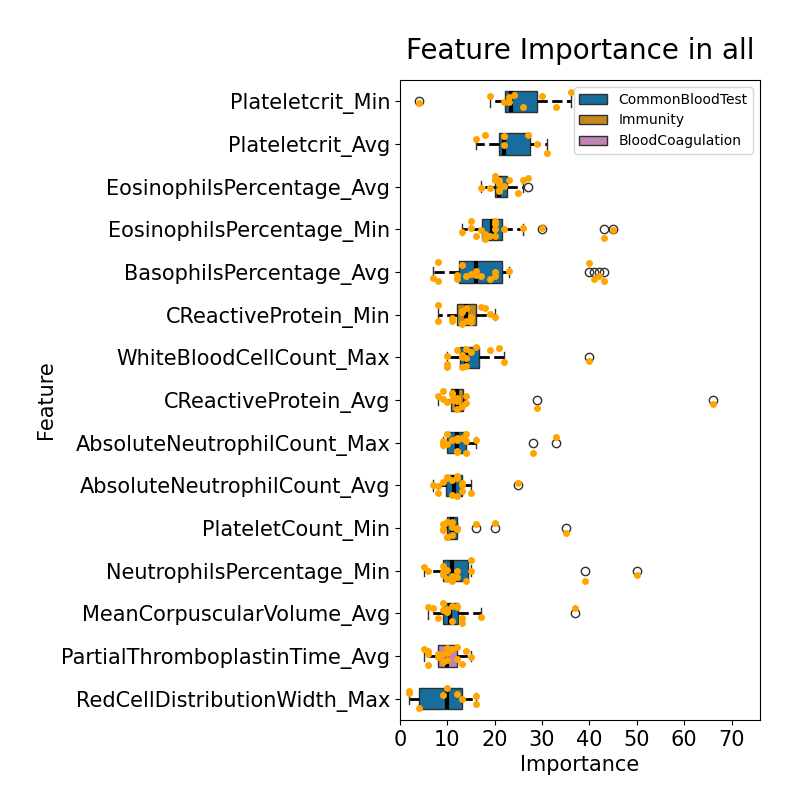 Feature Importance in all
CommonBloodTest
Immunity
BloodCoagulation
Feature
Plateletcrit_Min
Plateletcrit_Avg
EosinophilsPercentage_Avg
EosinophilsPercentage_Min
BasophilsPercentage_Avg
CReactiveProtein_Min
WhiteBloodCellCount_Max
CReactiveProtein_Avg
AbsoluteNeutrophilCount_Max
AbsoluteNeutrophilCount_Avg
PlateletCount_Min
NeutrophilsPercentage_Min
MeanCorpuscularVolume_Avg
PartialThromboplastinTime_Avg
RedCellDistributionWidth_Max
0 10 20 30 40 50 60 70
Importance